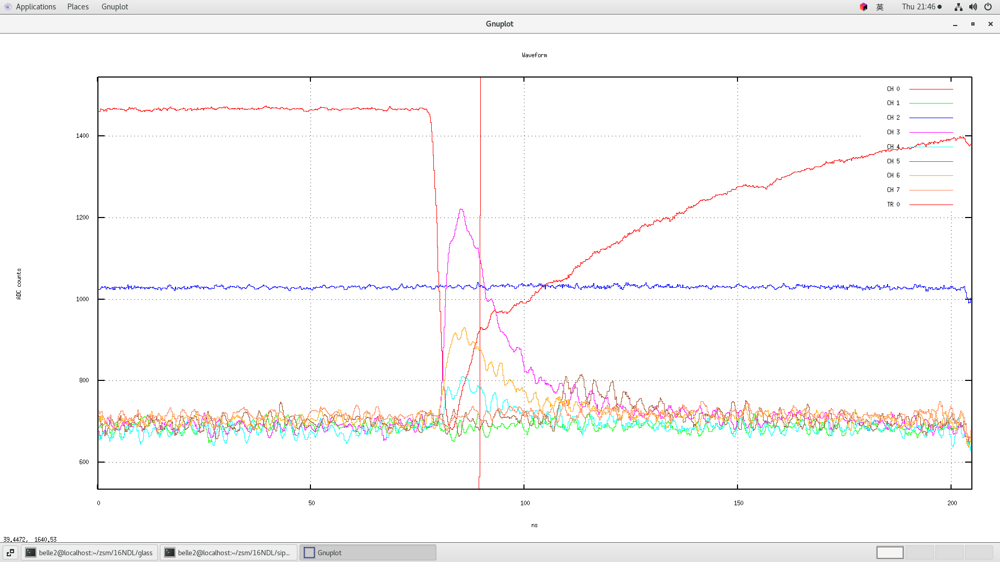 Applications Places Gnuplot 英 Thu 21:46
Gnuplot
Waveform
CH 0
CH 1
CH 2
CH 3
CH 4
CH 5
CH 6
CH 7
TR 0
1400
1200
1000
800
600
ADC counts
0 50 100 150 200
ns
39.4472, 1640.53
belle2@localhost:~/zsm/16NDL/glass belle2@localhost:~/zsm/16NDL/sip... Gnuplot